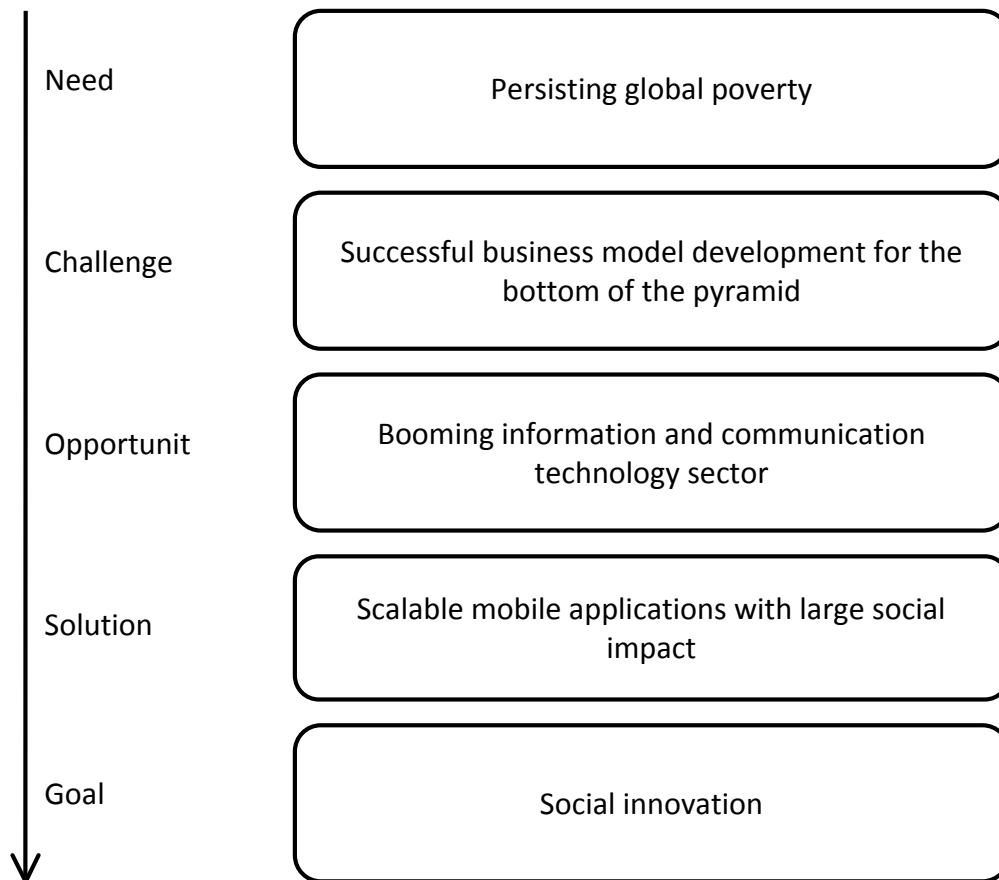 Need
Persisting global poverty
Challenge
Successful business model development for the
bottom of the pyramid
Opportunit
Booming information and communication
technology sector
Solution
Scalable mobile applications with large social
impact
Goal
Social innovation